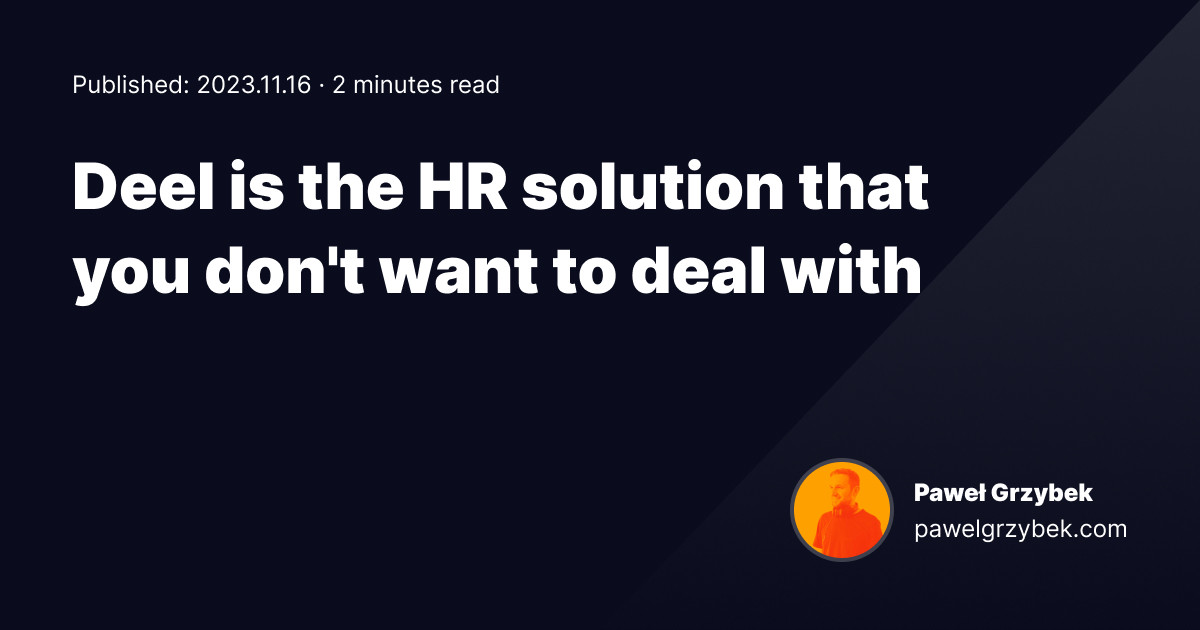 Published: 2023.11.16 · 2 minutes read
Deel is the HR solution that
you don't want to deal with
Paweł Grzybek
pawelgrzybek.com